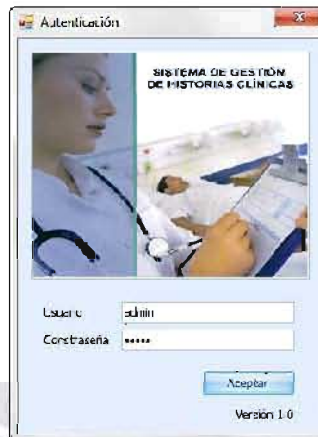 Autenticación
SISTEMA DE GESTIÓN
DE HISTORIAS CLÍNICAS
Usuario
admin
Contraseña
•••••
Aceptar
Versión 1.0